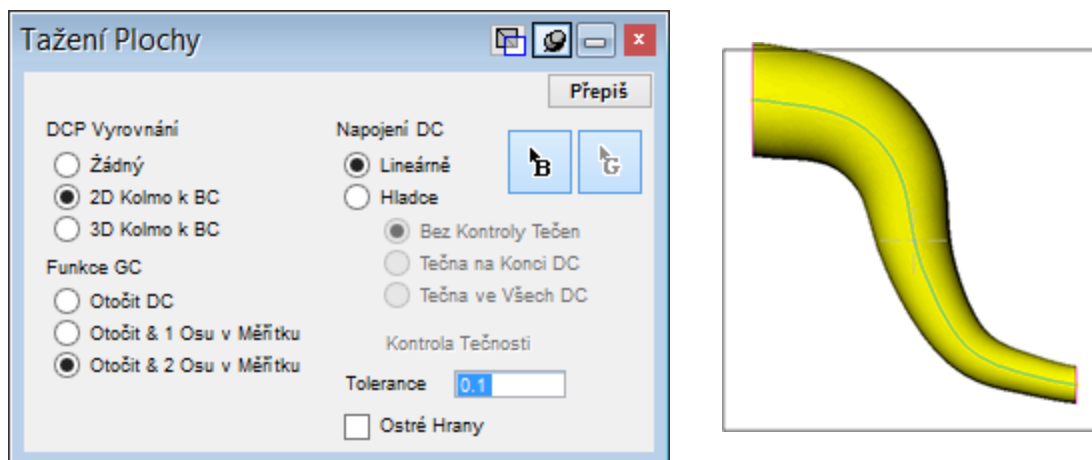 Tažení Plochy
Přepiš
DCP Vyrovnání
Žádný
2D Kolmo k BC
3D Kolmo k BC
Funkce GC
Otočit DC
Otočit & 1 Osu v Měřítku
Otočit & 2 Osu v Měřítku
Napojení DC
Lineárně
Hladce
B
G
Bez Kontroly Tečen
Tečna na Konci DC
Tečna ve Všech DC
Kontrola Tečnosti
Tolerance 0.1
Ostré Hrany